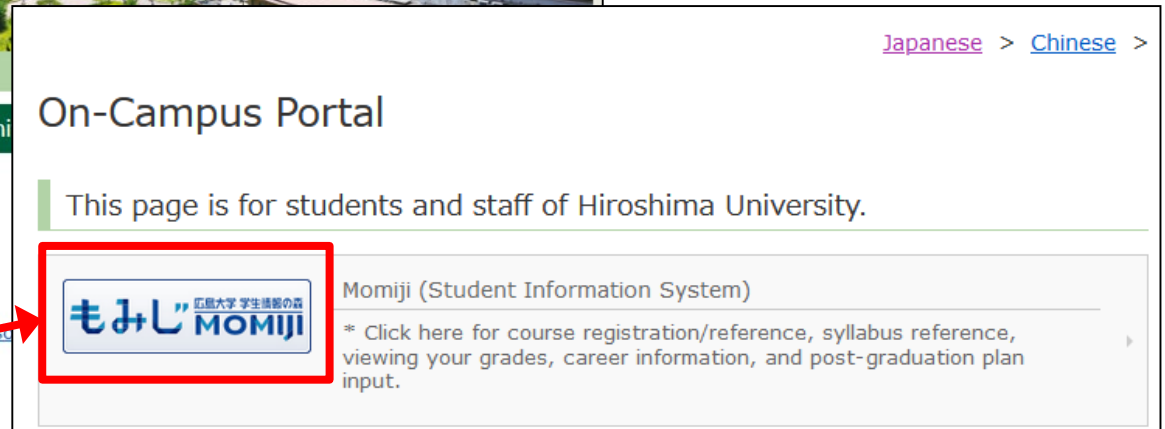 Japanese > Chinese >
On-Campus Portal
This page is for students and staff of Hiroshima University.
もみじ 広島大学 学生情報の森 MOMIJI
Momiji (Student Information System)
* Click here for course registration/reference, syllabus reference,
viewing your grades, career information, and post-graduation plan
input.